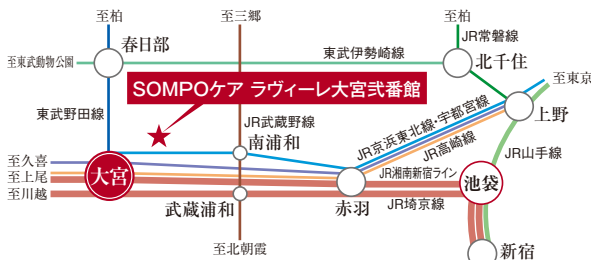 至柏
至三郷
至柏
春日部
JR常磐線
東武伊勢崎線
北千住
至東武動物公園
至東京
SOMPOケア ラヴィーレ大宮弐番館
東武野田線
上野
JR武蔵野線
JR京浜東北線・宇都宮線
南浦和
JR高崎線
JR山手線
至久喜
至上尾
至川越
大宮
JR湘南新宿ライン
池袋
武蔵浦和
赤羽
JR埼京線
至北朝霞
新宿